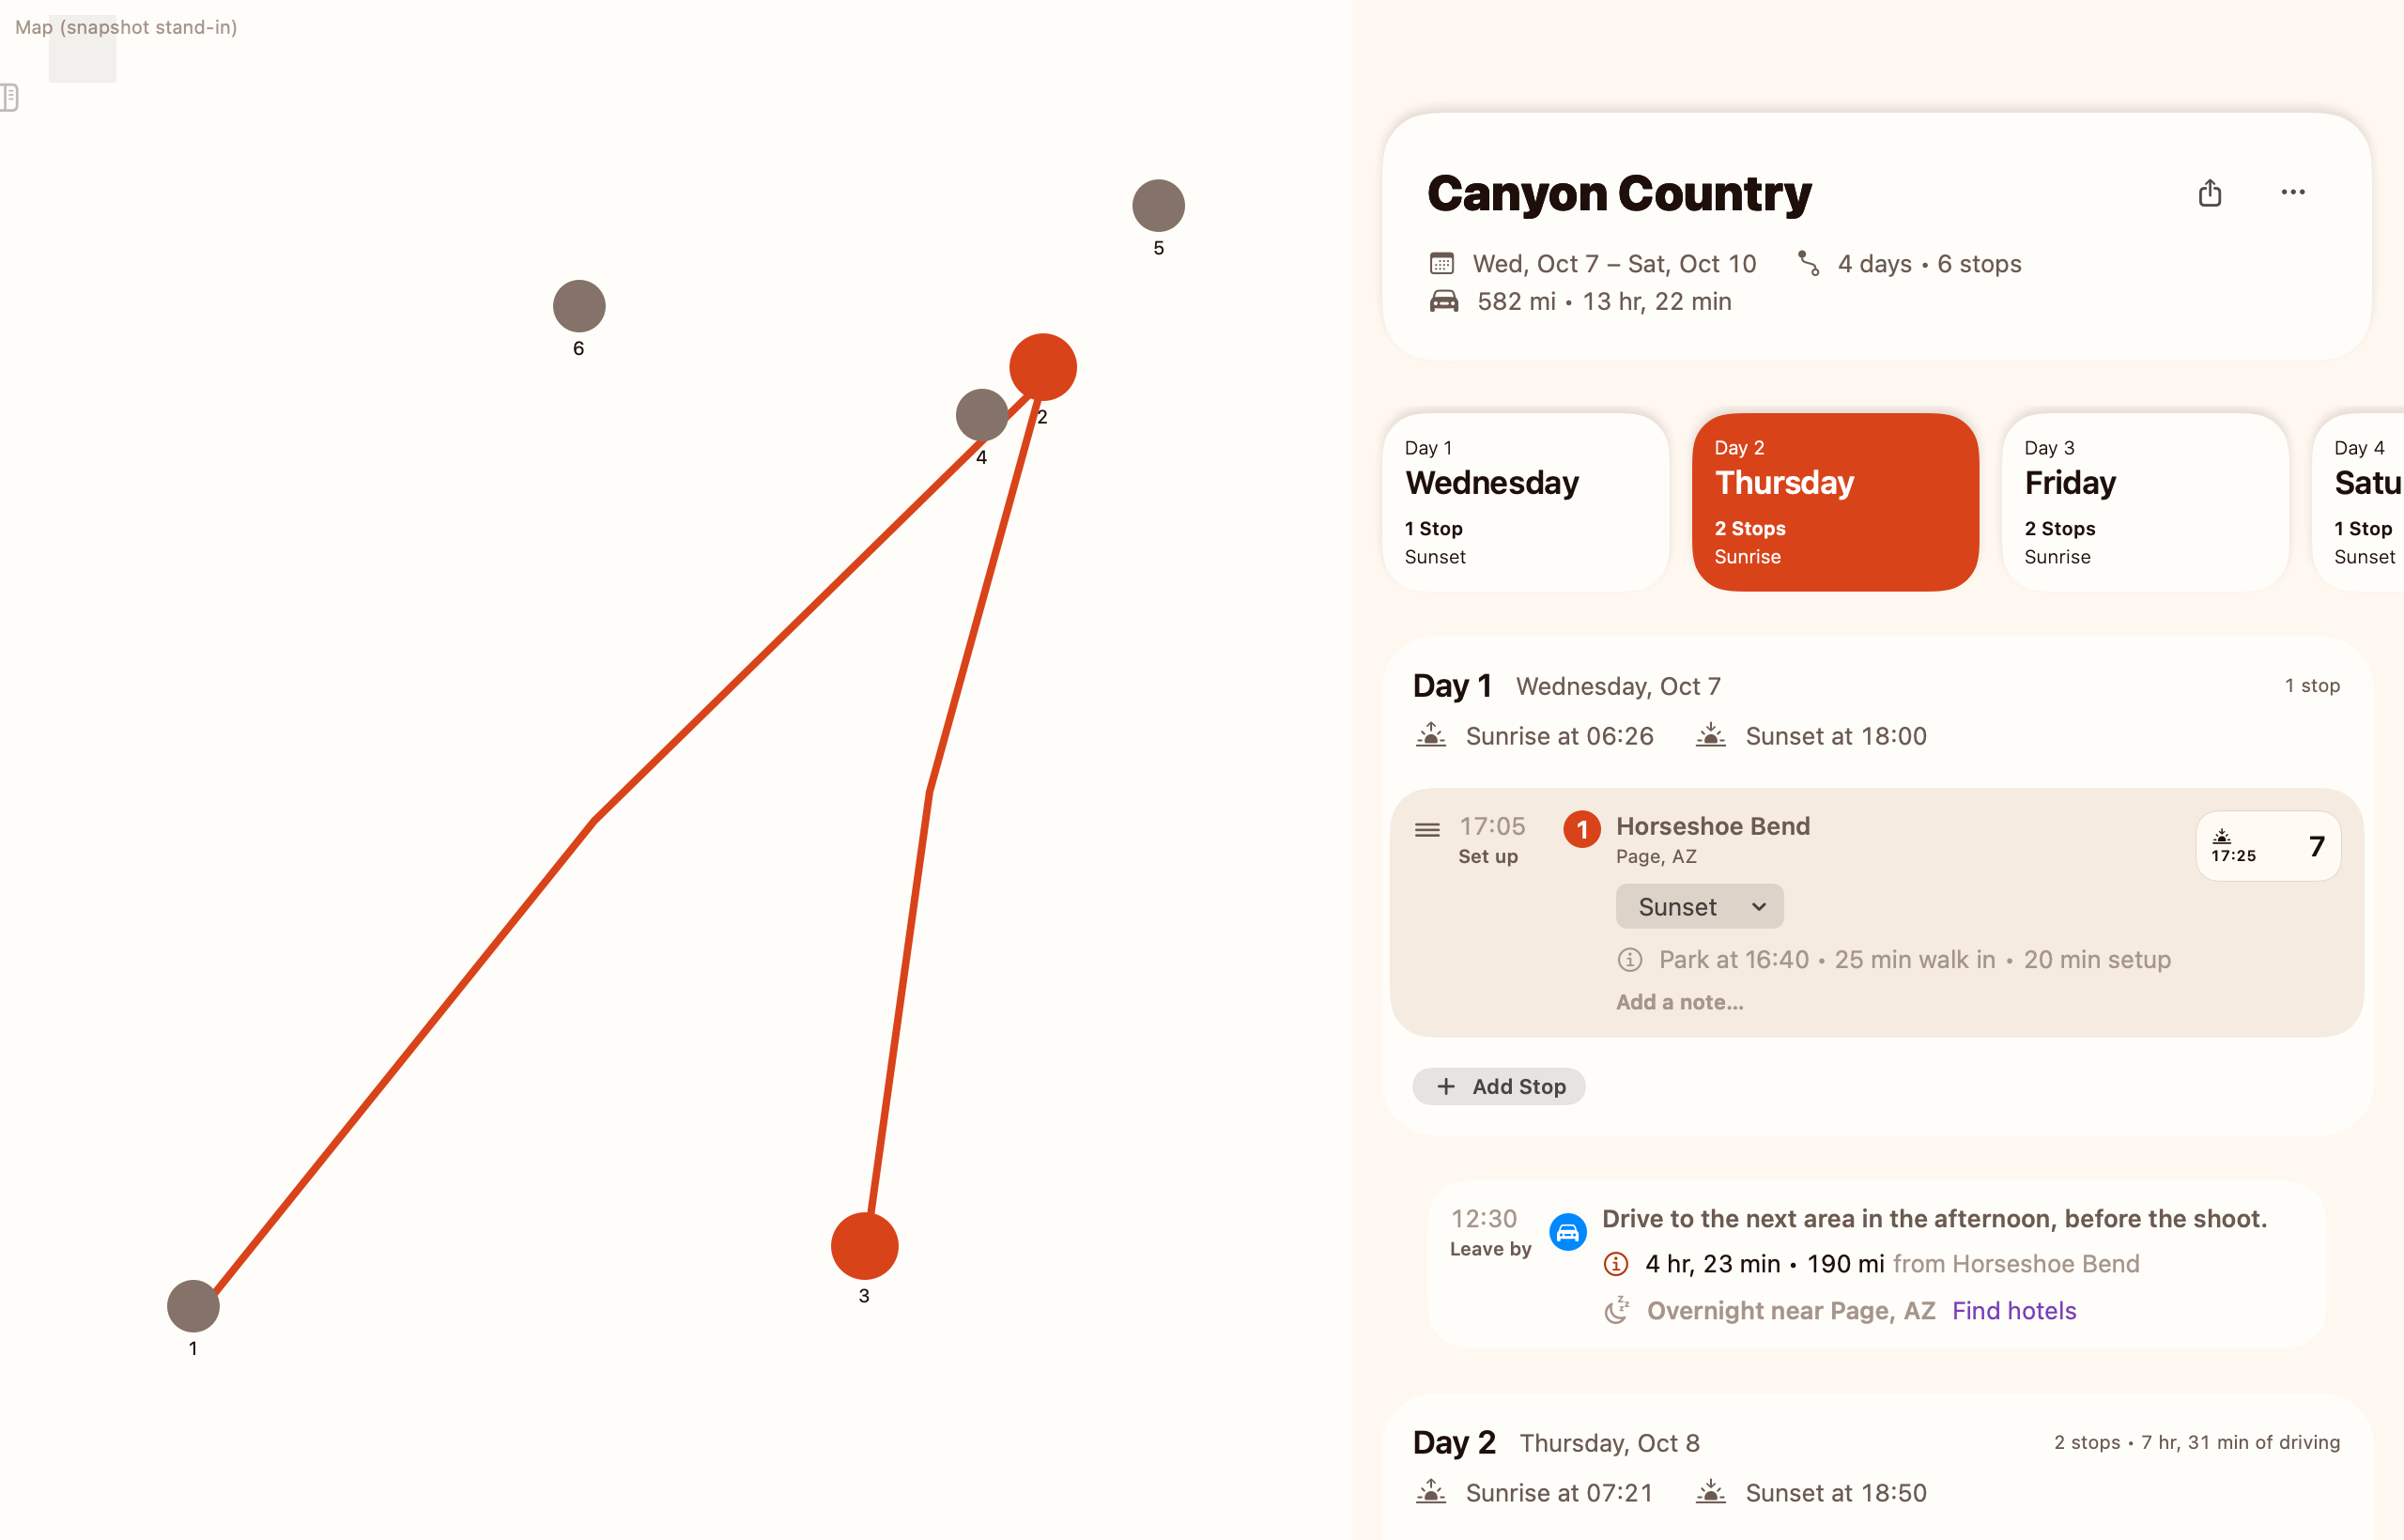 Map (snapshot stand-in)
5
6
2
4
3
1
Canyon Country
Wed, Oct 7 – Sat, Oct 10 4 days • 6 stops
582 mi • 13 hr, 22 min
Day 1
Wednesday
1 Stop
Sunset
Day 2
Thursday
2 Stops
Sunrise
Day 3
Friday
2 Stops
Sunrise
Day 4
Satu
1 Stop
Sunset
Day 1 Wednesday, Oct 7 1 stop
Sunrise at 06:26 Sunset at 18:00
17:05 1 Horseshoe Bend
Set up Page, AZ
17:25 7
Sunset
Park at 16:40 • 25 min walk in • 20 min setup
Add a note...
+ Add Stop
12:30 Drive to the next area in the afternoon, before the shoot.
Leave by
4 hr, 23 min • 190 mi from Horseshoe Bend
Overnight near Page, AZ Find hotels
Day 2 Thursday, Oct 8 2 stops • 7 hr, 31 min of driving
Sunrise at 07:21 Sunset at 18:50